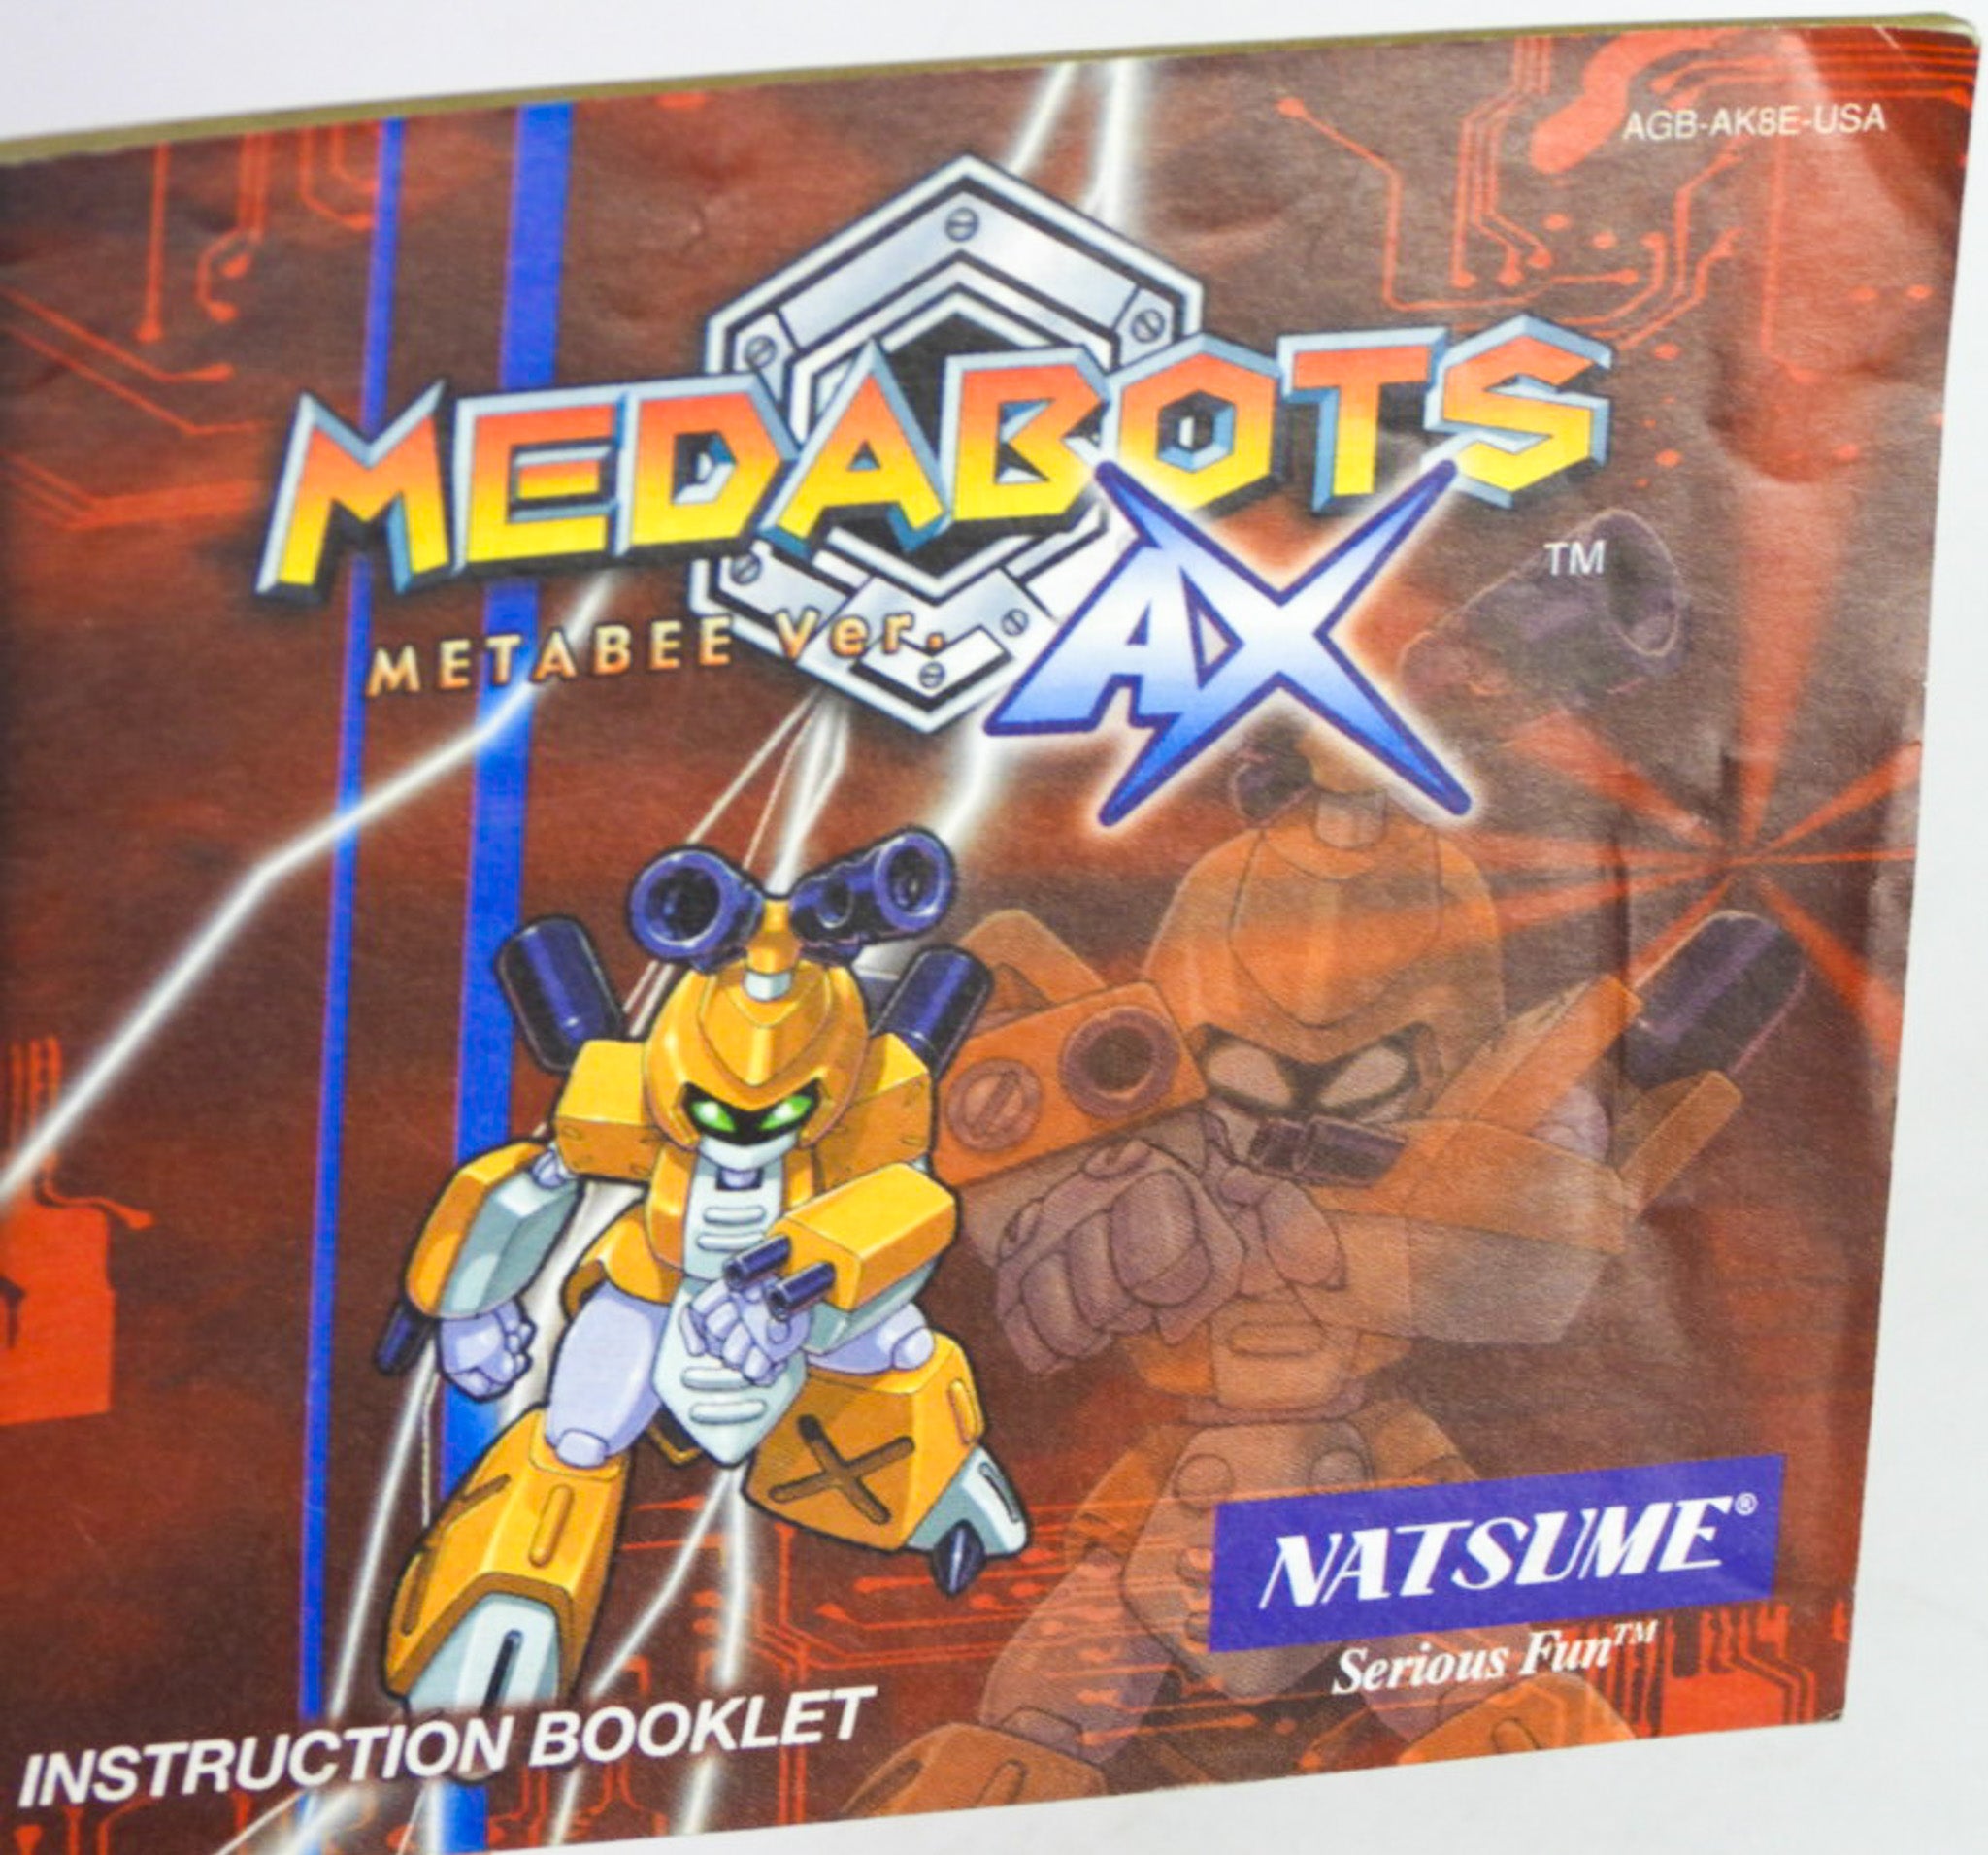 AGB-AK8E-USA
MEDABOTS
AX
TM
METABEE Ver.
NATSUME®
Serious Fun™
INSTRUCTION BOOKLET